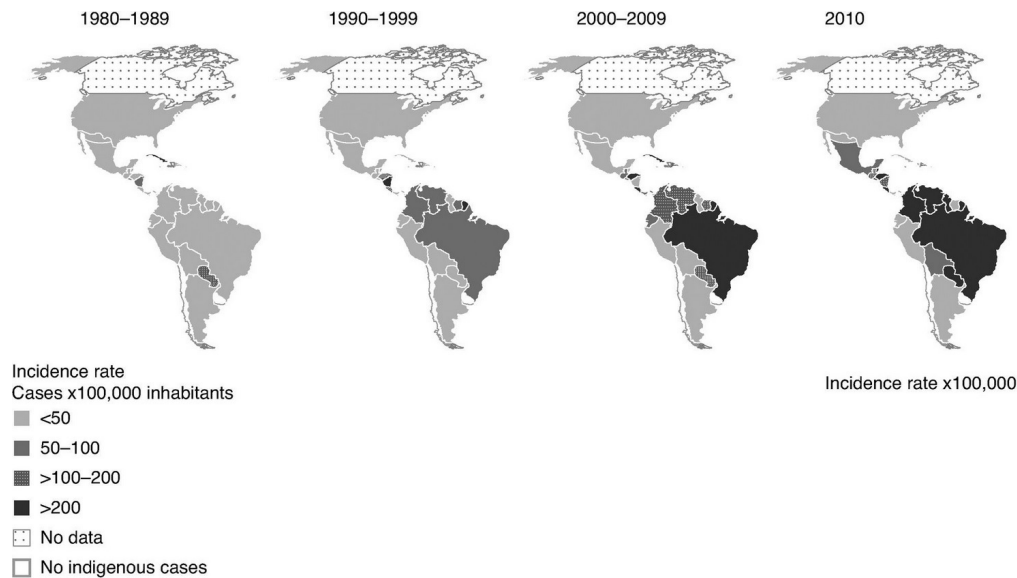 1980–1989
1990–1999
2000–2009
2010
Incidence rate
Cases x100,000 inhabitants
Incidence rate x100,000
<50
50–100
>100–200
>200
No data
No indigenous cases